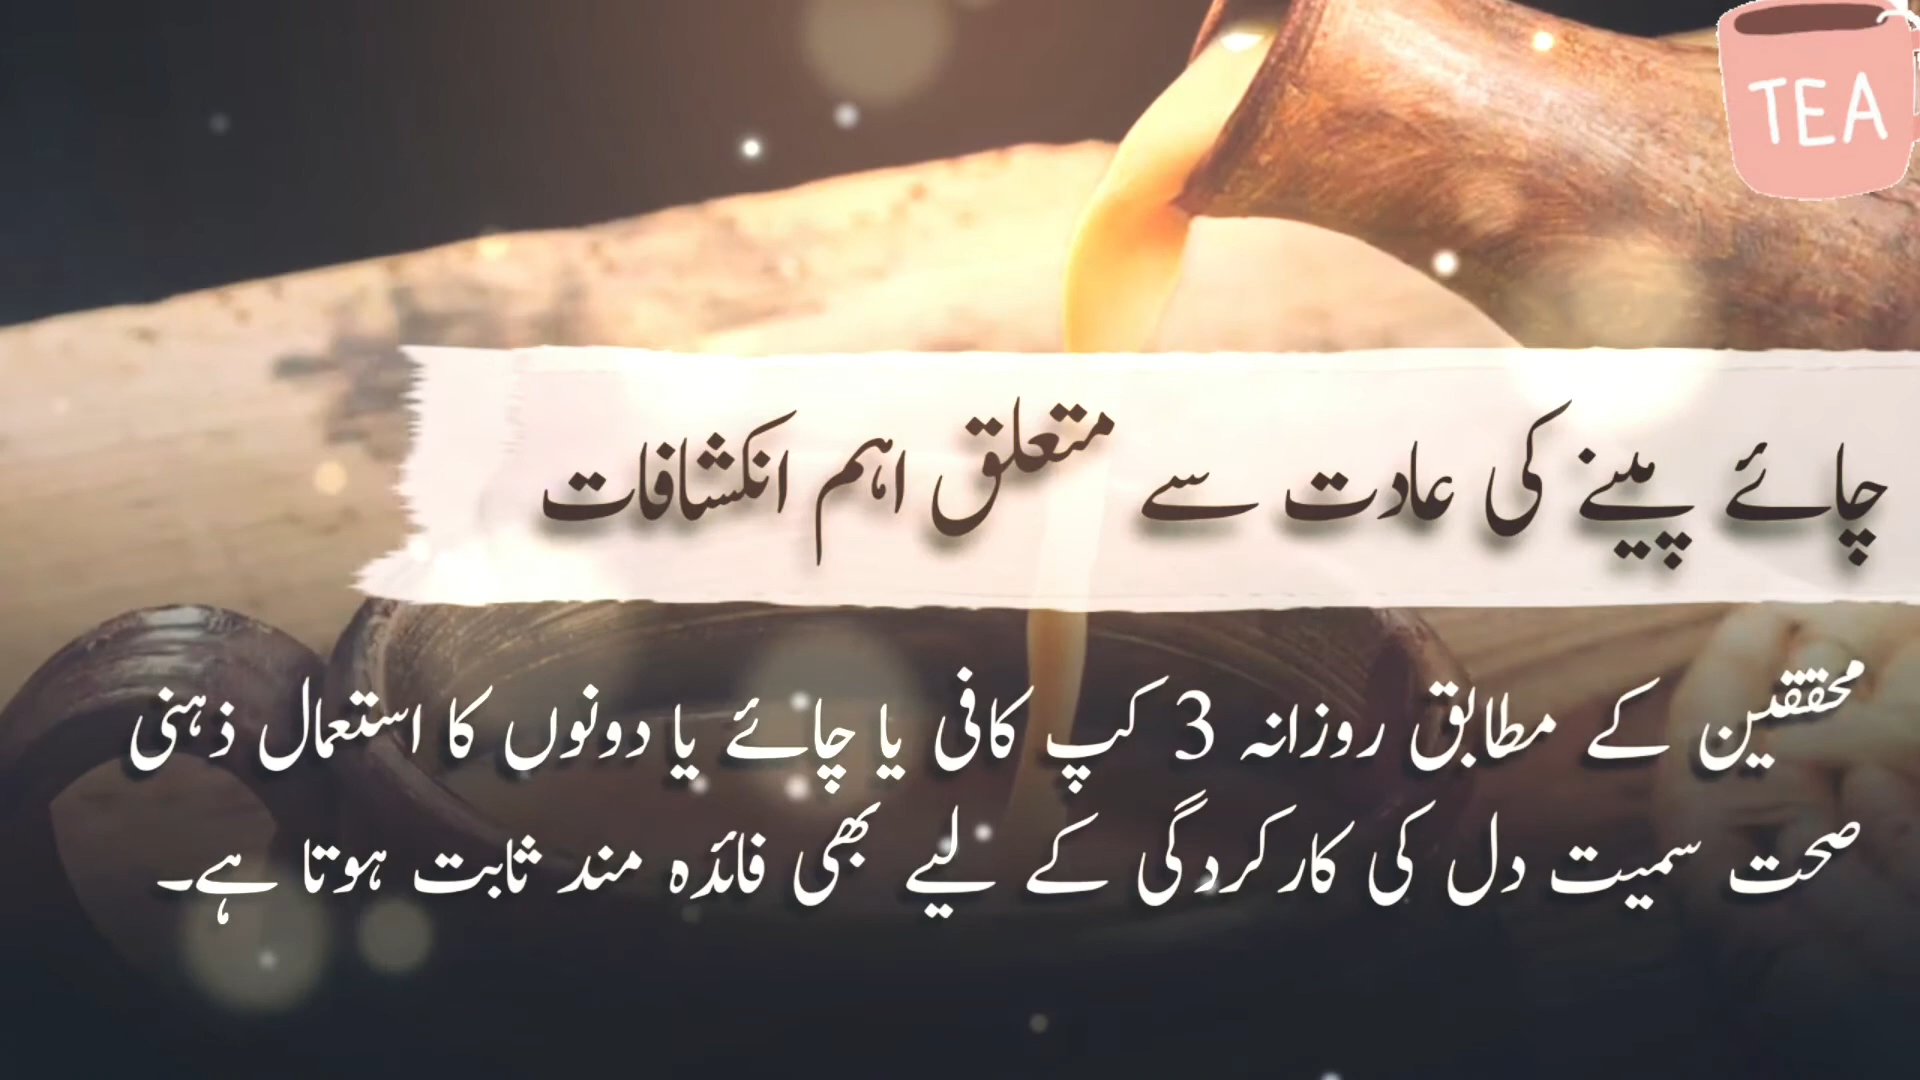 TEA
چائے پینے کی عادت سے متعلق اہم انکشافات
محققین کے مطابق روزانہ 3 کپ کافی یا چائے یا دونوں کا استعمال ذہنی
صحت سمیت دل کی کارکردگی کے لیے بھی فائدہ مند ثابت ہوتا ہے۔